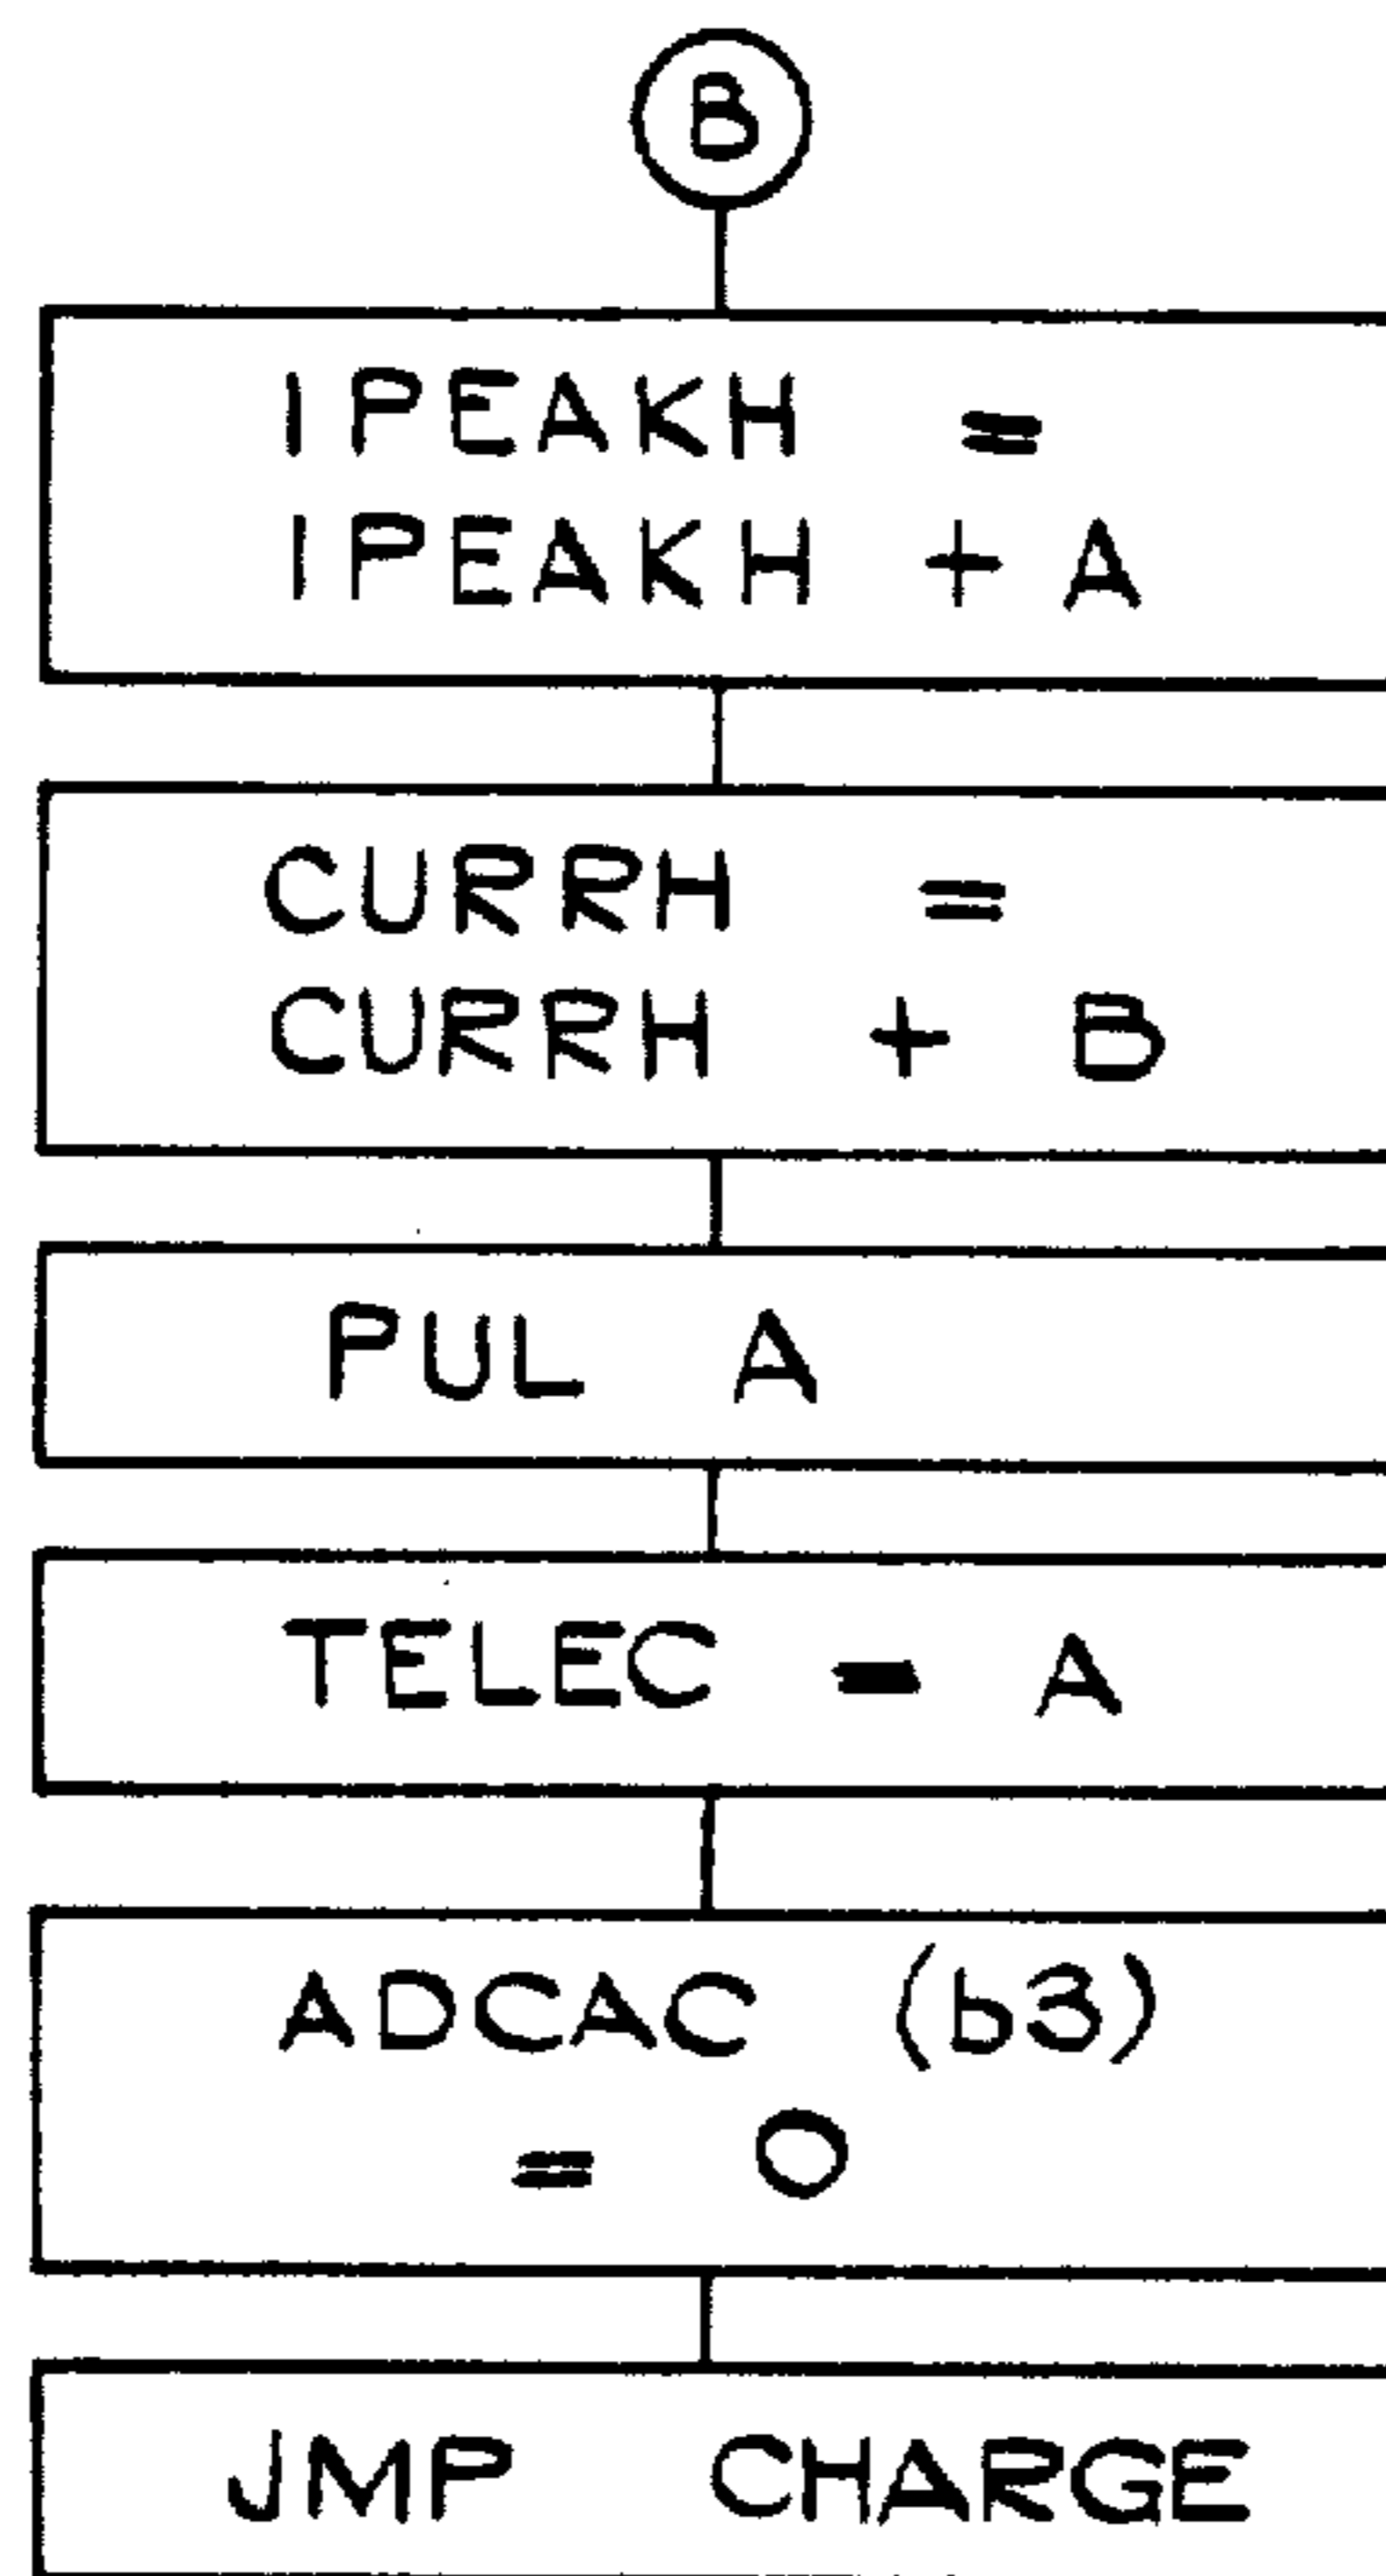 B
IPEAKH =
IPEAKH + A
CURRH =
CURRH + B
PUL A
TELEC = A
ADCAC (b3)
= 0
JMP CHARGE